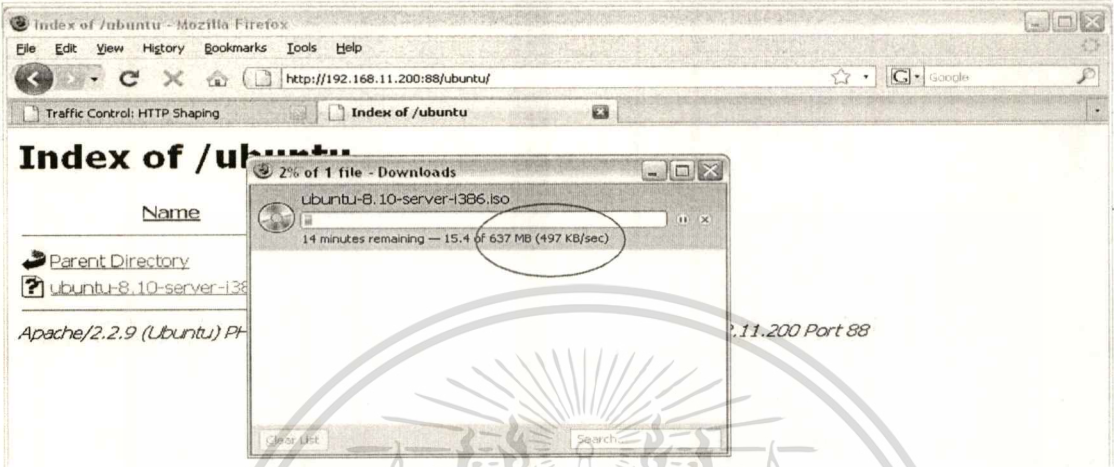 Index of /ubuntu - Mozilla Firefox
File Edit View History Bookmarks Tools Help
http://192.168.11.200:88/ubuntu/
Google
Traffic Control: HTTP Shaping
Index of /ubuntu
Index of /ubuntu
2% of 1 file - Downloads
ubuntu-8.10-server-i386.iso
14 minutes remaining — 15.4 of 637 MB (497 KB/sec)
Name
Parent Directory
ubuntu-8.10-server-i38
Apache/2.2.9 (Ubuntu) PH
2.11.200 Port 88
Clear List
Search...